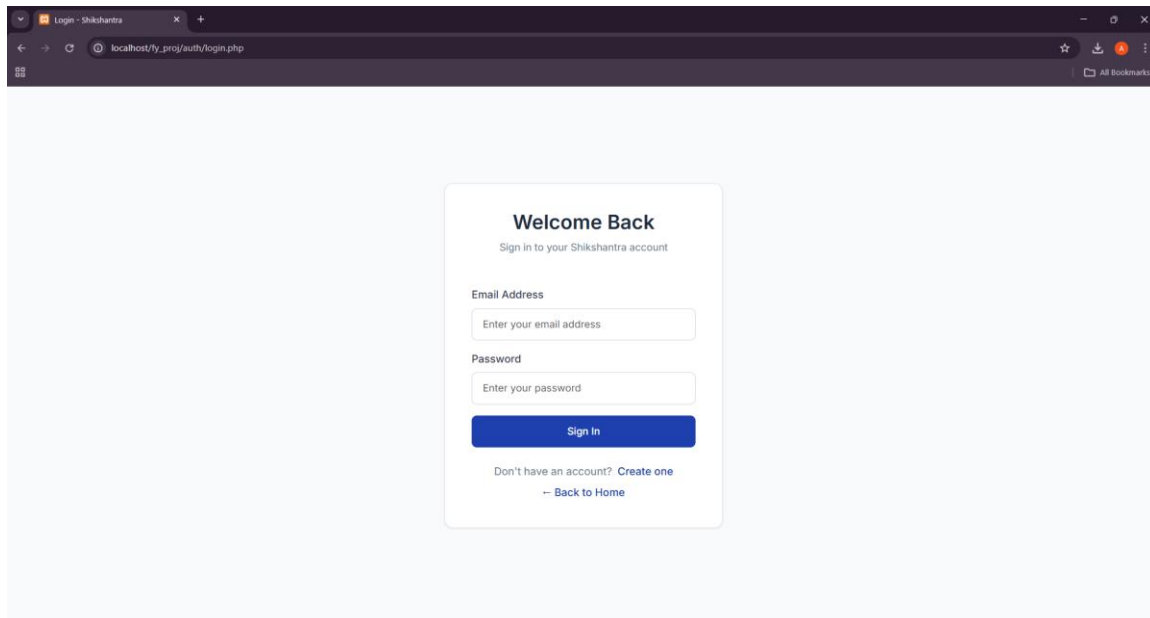 Login - Shikshantra
localhost/fy_proj/auth/login.php
A
All Bookmarks
Welcome Back
Sign in to your Shikshantra account
Email Address
Enter your email address
Password
Enter your password
Sign In
Don't have an account? Create one
← Back to Home